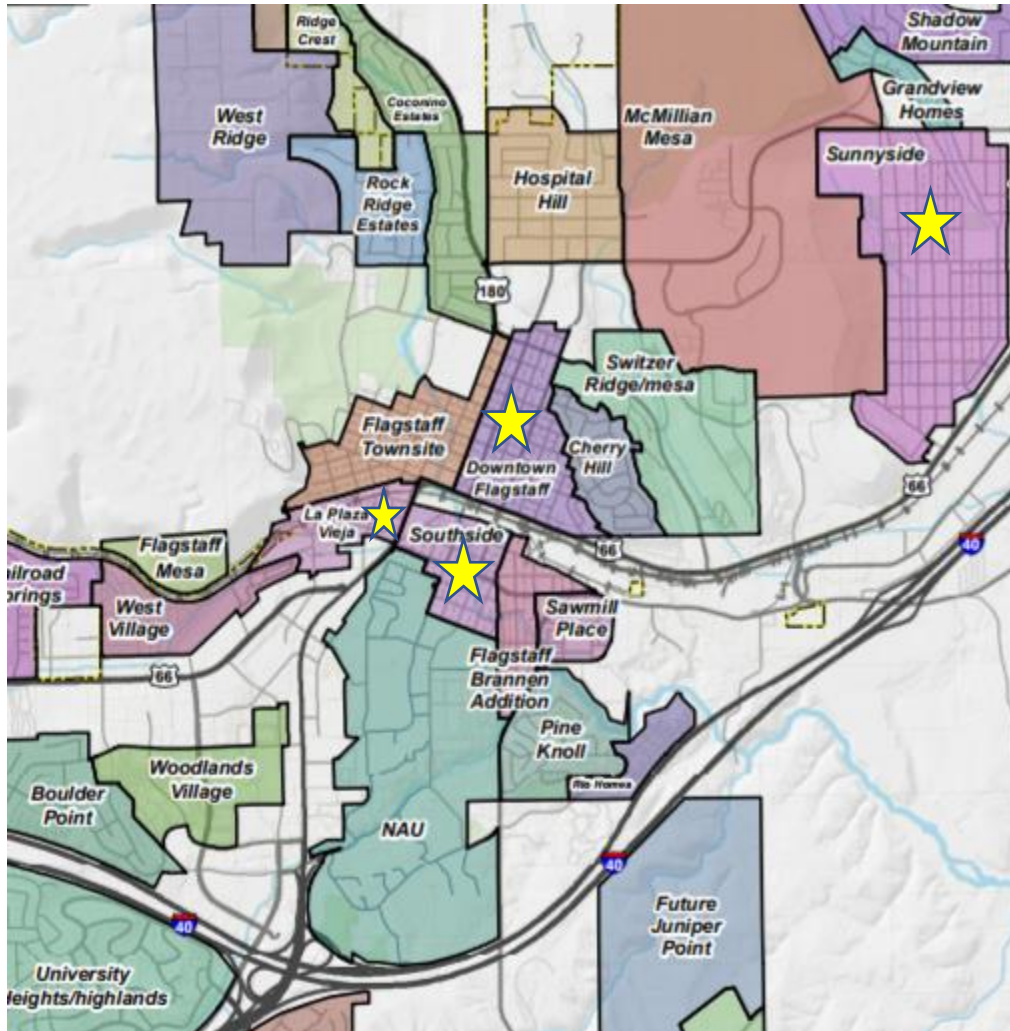 Ridge
Crest
Shadow
Mountain
West
Ridge
Coconino
Estates
McMillian
Mesa
Grandview
Homes
Sunnyside
Rock
Ridge
Estates
Hospital
Hill
180
Switzer
Ridge/mesa
Flagstaff
Townsite
Cherry
Hill
Downtown
Flagstaff
66
La Plaza
Vieja
Southside
66
40
Flagstaff
Mesa
ailroad
prings
West
Village
Sawmill
Place
66
Flagstaff
Brannen
Addition
Pine
Knoll
Rio Homes
Woodlands
Village
Boulder
Point
NAU
40
Future
Juniper
Point
40
University
Heights/highlands